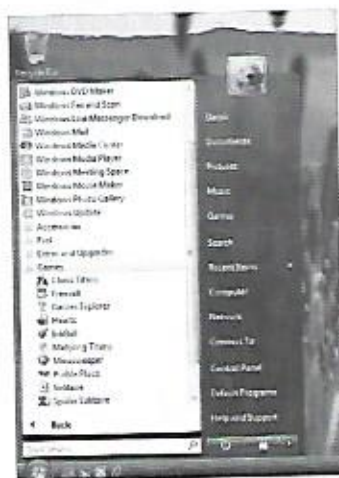 Recycle Bin
Windows DVD Maker
Windows Fax and Scan
Windows Live Messenger Download
Windows Mail
Windows Media Center
Windows Media Player
Windows Meeting Space
Windows Movie Maker
Windows Photo Gallery
Windows Update
Accessories
Extras and Upgrades
Games
Chess Titans
Games Explorer
Hearts
InkBall
Mahjong Titans
Minesweeper
Purble Place
Solitaire
Spider Solitaire
Back
Documents
Pictures
Music
Games
Search
Recent Items
Computer
Network
Connect To
Control Panel
Default Programs
Help and Support